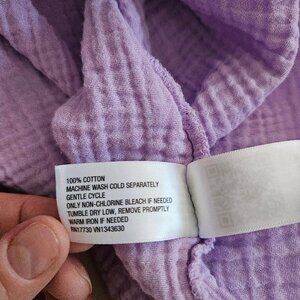 100% COTTON
MACHINE WASH COLD SEPARATELY
GENTLE CYCLE
ONLY NON-CHLORINE BLEACH IF NEEDED
TUMBLE DRY LOW, REMOVE PROMPTLY
WARM IRON IF NEEDED
RN17730 VN1343630